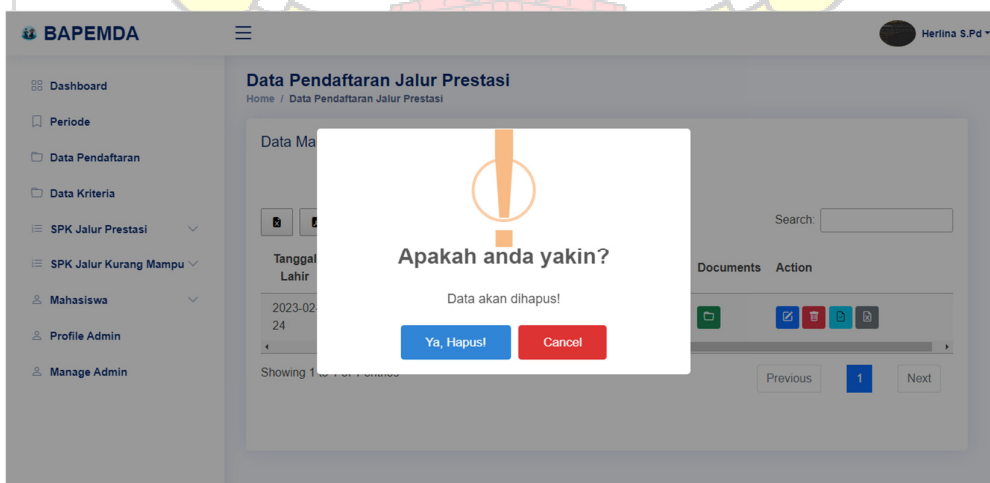 BAPEMDA
Herlina S.Pd
Dashboard
Periode
Data Pendaftaran
Data Kriteria
SPK Jalur Prestasi
SPK Jalur Kurang Mampu
Mahasiswa
Profile Admin
Manage Admin
Data Pendaftaran Jalur Prestasi
Home / Data Pendaftaran Jalur Prestasi
Data Ma
Search:
Tanggal
Lahir
Documents Action
2023-02-
24
Showing 1
Previous 1 Next
!
Apakah anda yakin?
Data akan dihapus!
Ya, Hapus!
Cancel